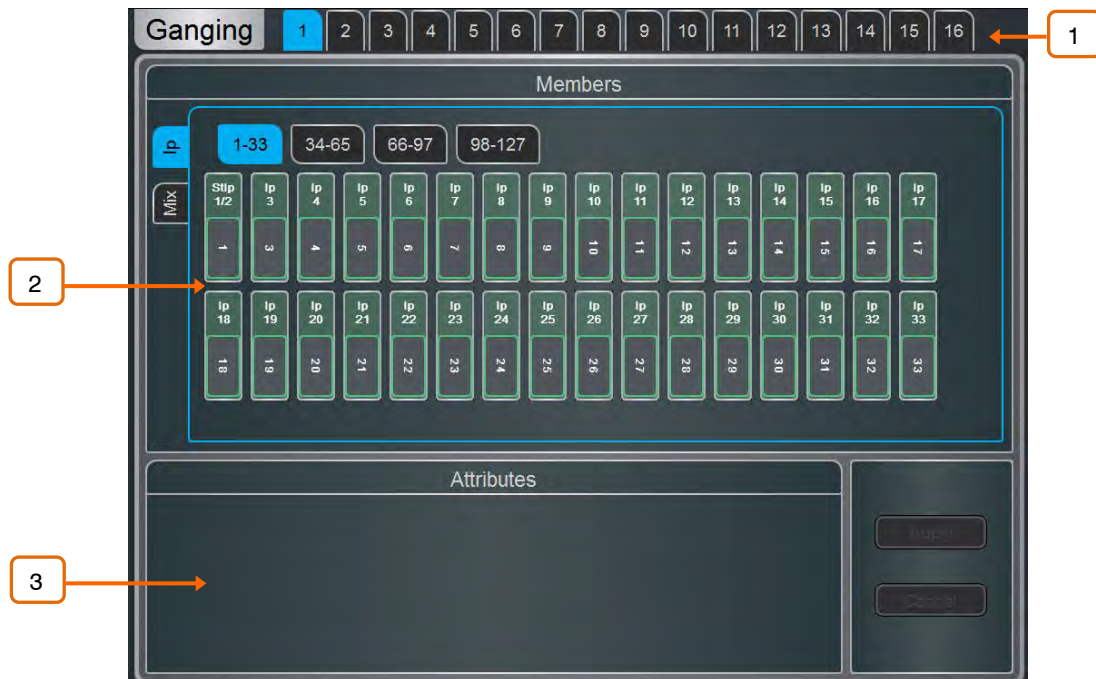 Ganging 1 2 3 4 5 6 7 8 9 10 11 12 13 14 15 16
1
Members
Ip
1-33 34-65 66-97 98-127
Mix
StIp Ip Ip Ip Ip Ip Ip Ip Ip Ip Ip Ip Ip Ip Ip Ip
1/2 3 4 5 6 7 8 9 10 11 12 13 14 15 16 17
1 3 4 5 6 7 8 9 10 11 12 13 14 15 16 17
2
Ip Ip Ip Ip Ip Ip Ip Ip Ip Ip Ip Ip Ip Ip Ip Ip
18 19 20 21 22 23 24 25 26 27 28 29 30 31 32 33
18 19 20 21 22 23 24 25 26 27 28 29 30 31 32 33
Attributes
Apply
3
Cancel